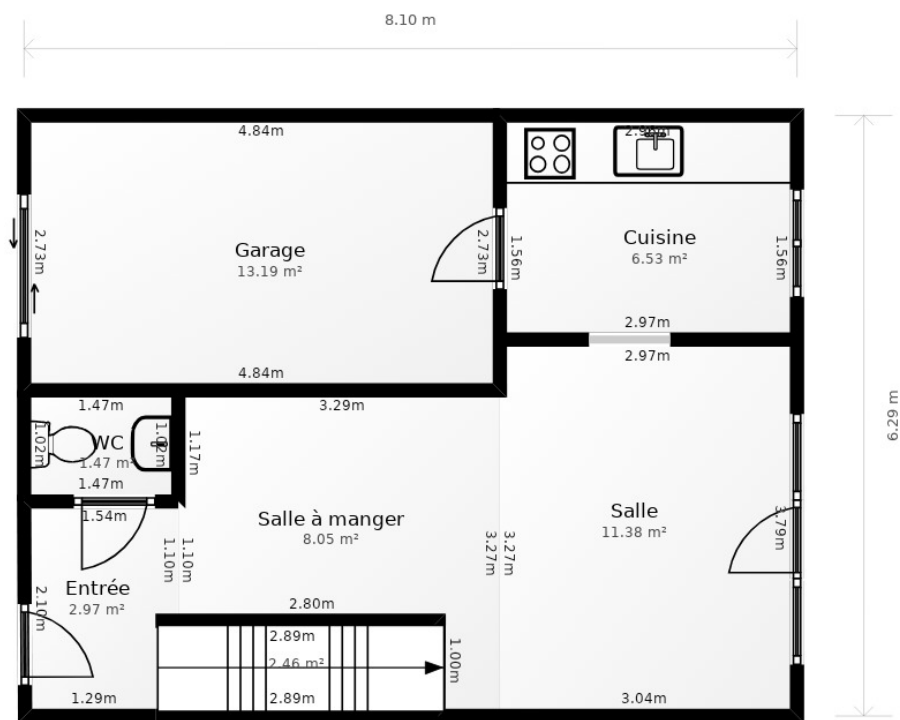 8.10 m
4.84m
2.73m
Garage
13.19 m²
2.73m
4.84m
1.56m
Cuisine
6.53 m²
1.56m
2.97m
2.97m
6.29 m
1.47m
1.02m
WC
1.47 m²
1.02m
1.47m
1.17m
3.29m
1.54m
1.10m
1.10m
Salle à manger
8.05 m²
3.27m
3.27m
Salle
11.38 m²
3.79m
Entrée
2.97 m²
2.10m
2.80m
2.89m
2.46 m²
2.89m
1.00m
1.29m
3.04m